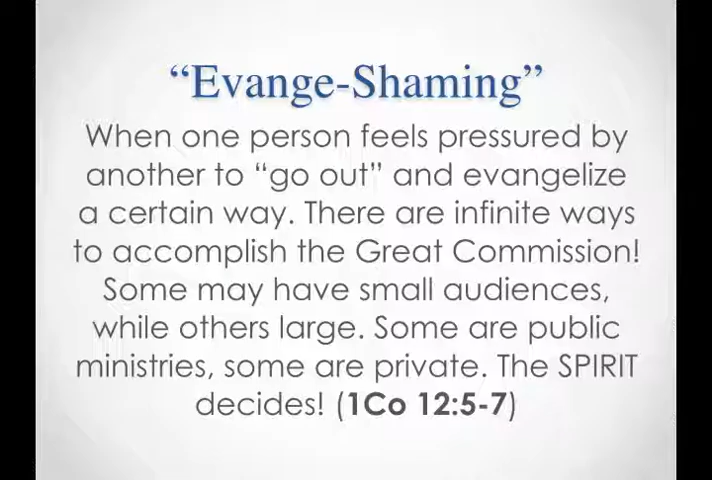 “Evange-Shaming”
When one person feels pressured by
another to “go out” and evangelize
a certain way. There are infinite ways
to accomplish the Great Commission!
Some may have small audiences,
while others large. Some are public
ministries, some are private. The SPIRIT
decides! (1Co 12:5-7)